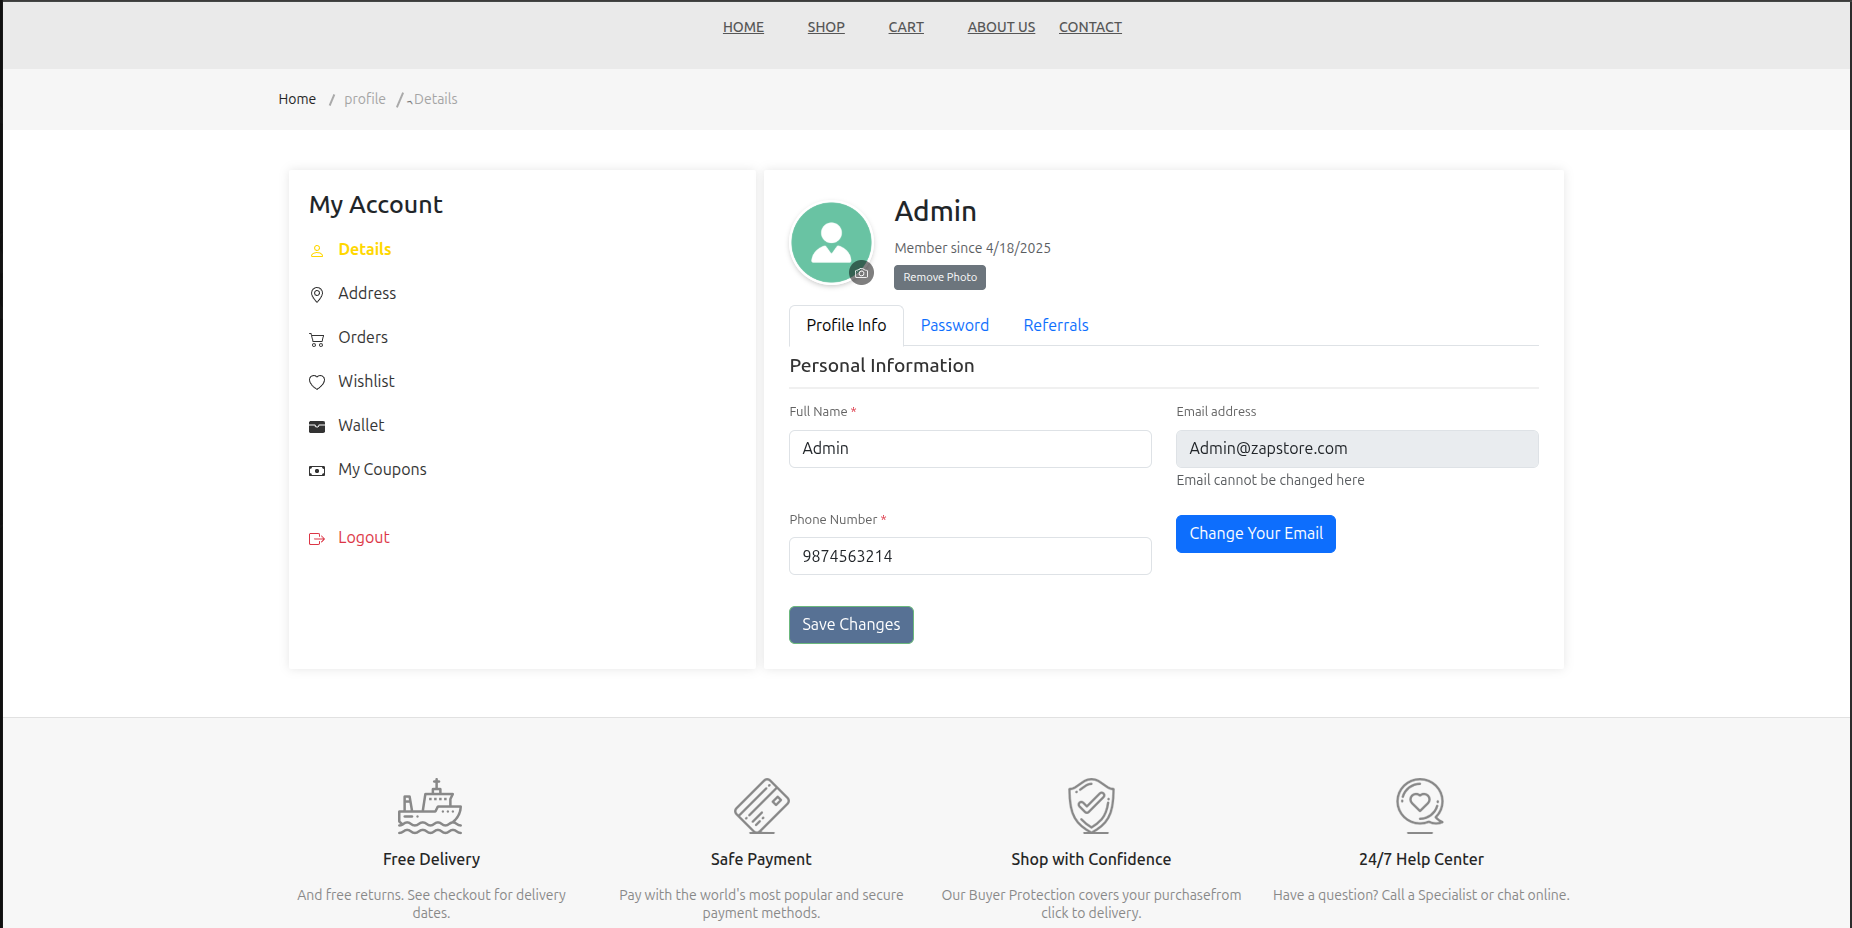 HOME SHOP CART ABOUT US CONTACT
Home / profile / Details
My Account
Details
Address
Orders
Wishlist
Wallet
My Coupons
Logout
Admin
Member since 4/18/2025
Remove Photo
Profile Info Password Referrals
Personal Information
Full Name *
Admin
Email address
Admin@zapstore.com
Email cannot be changed here
Phone Number *
9874563214
Change Your Email
Save Changes
Free Delivery
And free returns. See checkout for delivery
dates.
Safe Payment
Pay with the world's most popular and secure
payment methods.
Shop with Confidence
Our Buyer Protection covers your purchasefrom
click to delivery.
24/7 Help Center
Have a question? Call a Specialist or chat online.